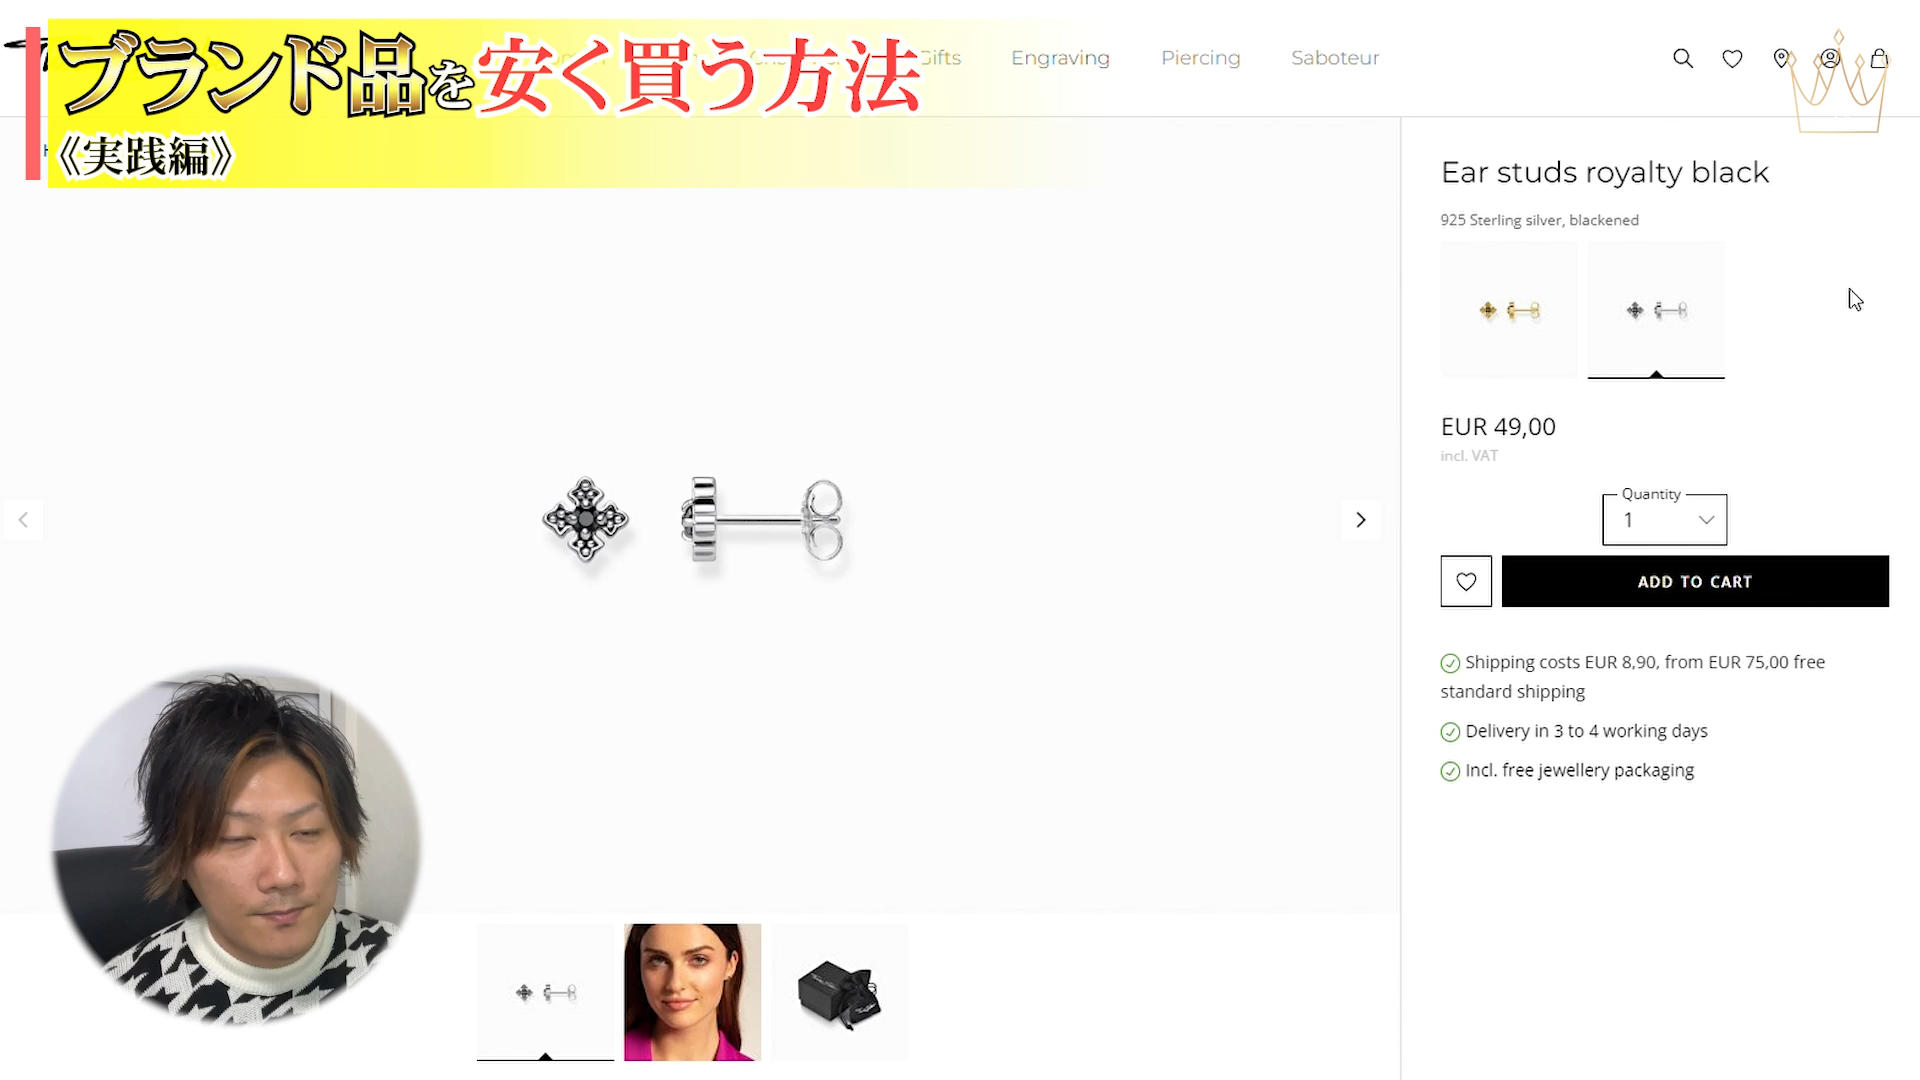 ブランド品を安く買う方法
《実践編》
Gifts
Engraving
Piercing
Saboteur
Ear studs royalty black
925 Sterling silver, blackened
EUR 49,00
incl. VAT
Quantity
1
ADD TO CART
Shipping costs EUR 8,90, from EUR 75,00 free
standard shipping
Delivery in 3 to 4 working days
Incl. free jewellery packaging